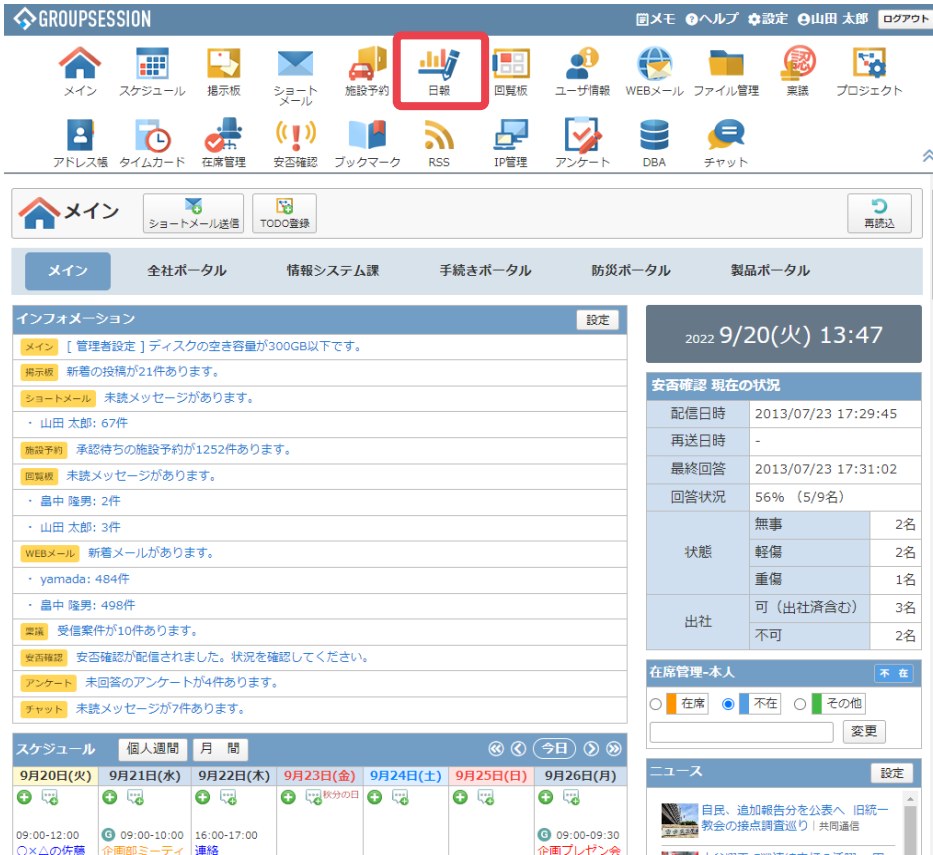 GROUPSESSION
メモ ヘルプ 設定 山田 太郎 ログアウト
メイン スケジュール 掲示板 ショートメール 施設予約 日報 回覧板 ユーザ情報 WEBメール ファイル管理 稟議 プロジェクト
アドレス帳 タイムカード 在席管理 安否確認 ブックマーク RSS IP管理 アンケート DBA チャット
メイン ショートメール送信 TODO登録 再読込
メイン 全社ポータル 情報システム課 手続きポータル 防災ポータル 製品ポータル
インフォメーション 設定
メイン [ 管理者設定 ] ディスクの空き容量が300GB以下です。
掲示板 新着の投稿が21件あります。
ショートメール 未読メッセージがあります。
・ 山田 太郎: 67件
施設予約 承認待ちの施設予約が1252件あります。
回覧板 未読メッセージがあります。
・ 畠中 隆男: 2件
・ 山田 太郎: 3件
WEBメール 新着メールがあります。
・ yamada: 484件
・ 畠中 隆男: 498件
稟議 受信案件が10件あります。
安否確認 安否確認が配信されました。状況を確認してください。
アンケート 未回答のアンケートが4件あります。
チャット 未読メッセージが7件あります。
スケジュール 個人週間 月 間 今日
9月20日(火) 9月21日(水) 9月22日(木) 9月23日(金) 9月24日(土) 9月25日(日) 9月26日(月)
秋分の日
09:00-12:00 G 09:00-10:00 16:00-17:00 G 09:00-09:30
○×△の佐藤 企画部ミーティ 連絡 企画プレゼン会
2022 9/20(火) 13:47
安否確認 現在の状況
配信日時 2013/07/23 17:29:45
再送日時 -
最終回答 2013/07/23 17:31:02
回答状況 56% （5/9名）
状態 無事 2名
軽傷 2名
重傷 1名
出社 可（出社済含む） 3名
不可 2名
在席管理-本人 不 在
在席 不在 その他
変更
ニュース 設定
自民、追加報告分を公表へ 旧統一
教会の接点調査巡り｜共同通信